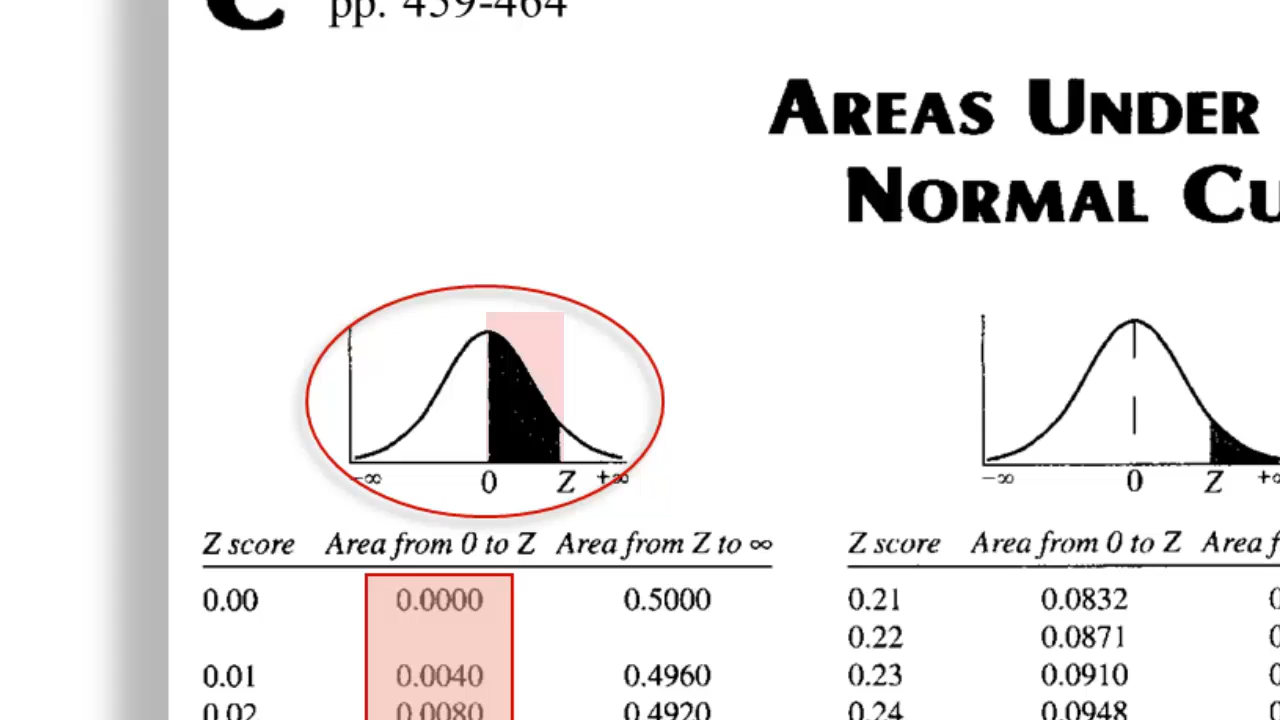 C pp. 459-464
AREAS UNDER
NORMAL CU
-∞ 0 Z +∞
-∞ 0 Z
Z score Area from 0 to Z Area from Z to ∞
0.00 0.0000 0.5000
0.01 0.0040 0.4960
0.02 0.0080 0.4920
Z score Area from 0 to Z Area f
0.21 0.0832
0.22 0.0871
0.23 0.0910
0.24 0.0948